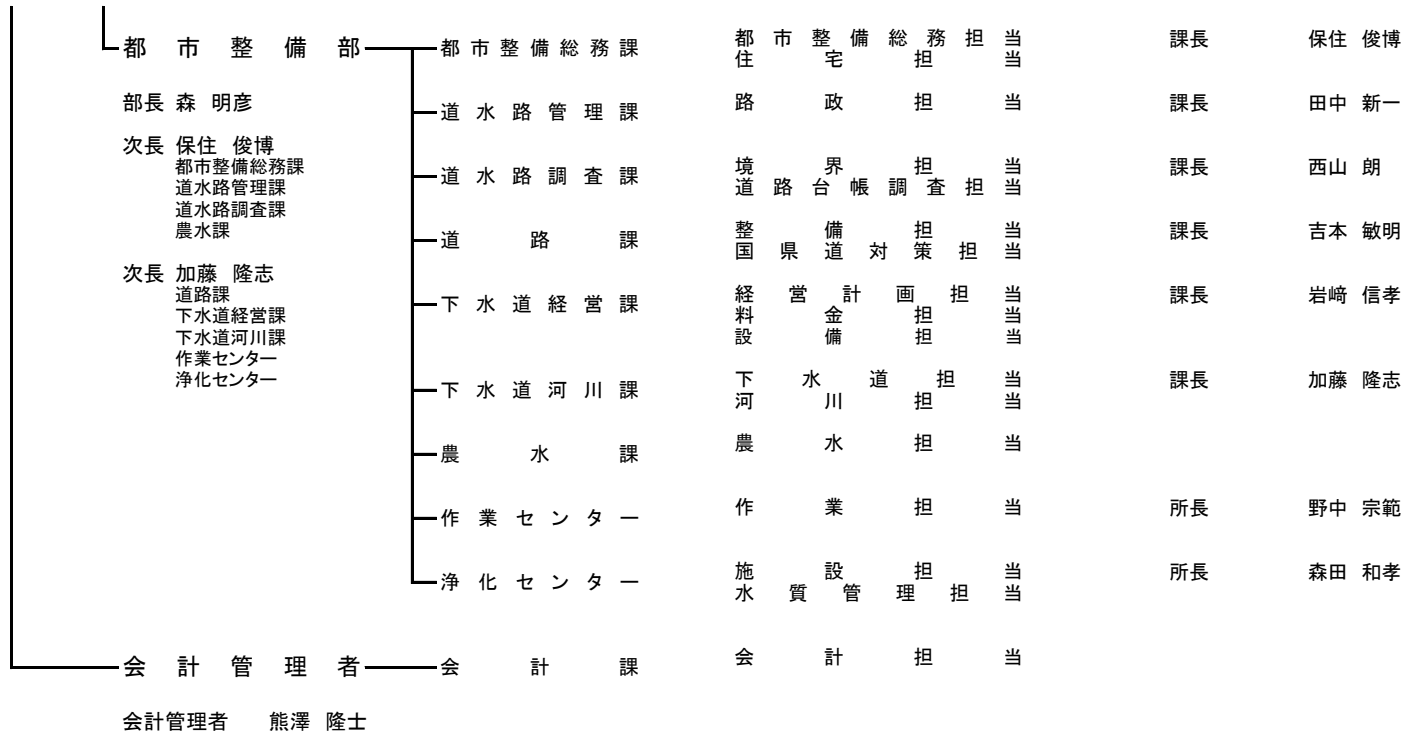 都市整備部 都市整備総務課 都市整備総務担当 課長 保住 俊博
住宅担当
部長 森 明彦
道水路管理課 路政担当 課長 田中 新一
次長 保住 俊博
都市整備総務課
道水路管理課
道水路調査課
農水課
道水路調査課 境界担当 課長 西山 朗
道路台帳調査担当
道路課 整備担当 課長 吉本 敏明
国県道対策担当
次長 加藤 隆志
道路課
下水道経営課
下水道河川課
作業センター
浄化センター
下水道経営課 経営計画担当 課長 岩﨑 信孝
料金担当
設備担当
下水道河川課 下水道担当 課長 加藤 隆志
河川担当
農水課 農水担当
作業センター 作業担当 所長 野中 宗範
浄化センター 施設担当 所長 森田 和孝
水質管理担当
会計管理者 会計課 会計担当
会計管理者 熊澤 隆士